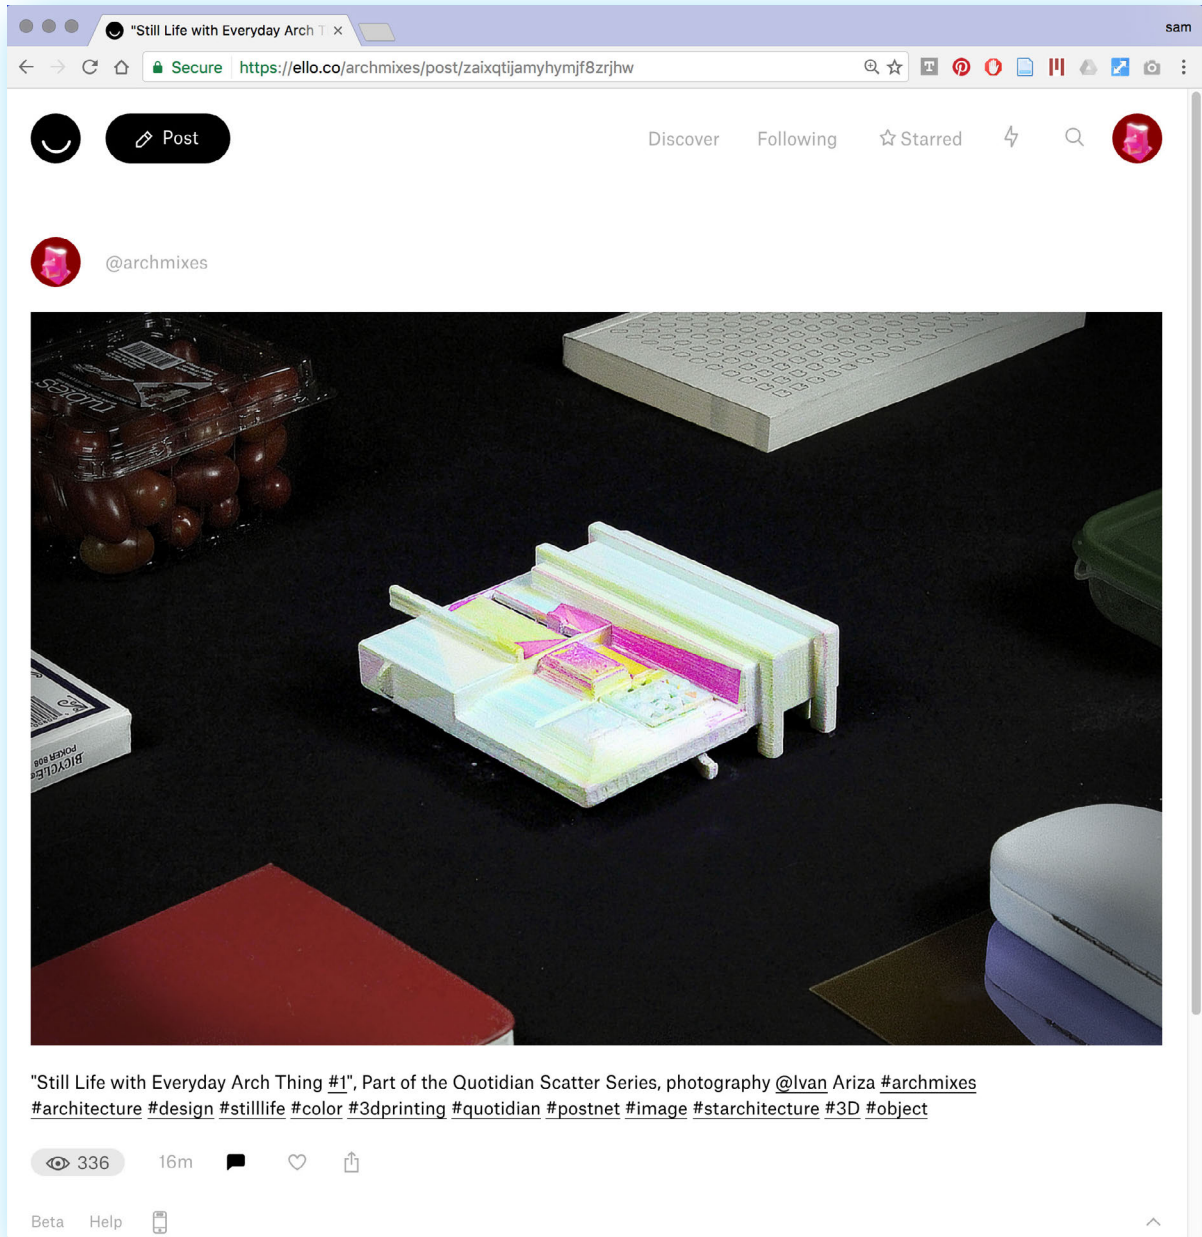 "Still Life with Everyday Arch T
sam
Secure https://ello.co/archmixes/post/zaixqtijamyhymjf8zrjhw
Post
Discover
Following
Starred
@archmixes
BICYCLE®
POKER 808
"Still Life with Everyday Arch Thing #1", Part of the Quotidian Scatter Series, photography @Ivan Ariza #archmixes
#architecture #design #stilllife #color #3dprinting #quotidian #postnet #image #starchitecture #3D #object
336
16m
Beta
Help